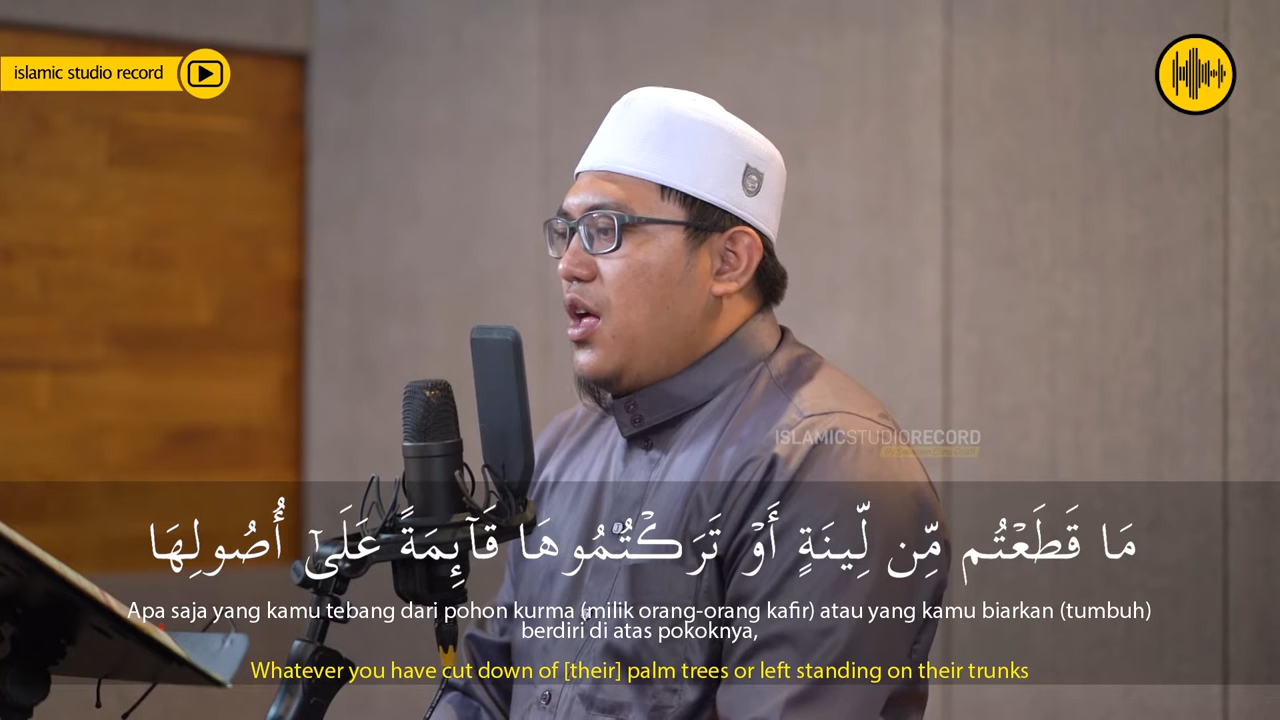 islamic studio record
ISLAMICSTUDIORECORD
مَا قَطَعْتُم مِّن لِّينَةٍ أَوْ تَرَكْتُمُوهَا قَآئِمَةً عَلَىٰٓ أُصُولِهَا
Apa saja yang kamu tebang dari pohon kurma (milik orang-orang kafir) atau yang kamu biarkan (tumbuh)
berdiri di atas pokoknya,
Whatever you have cut down of [their] palm trees or left standing on their trunks